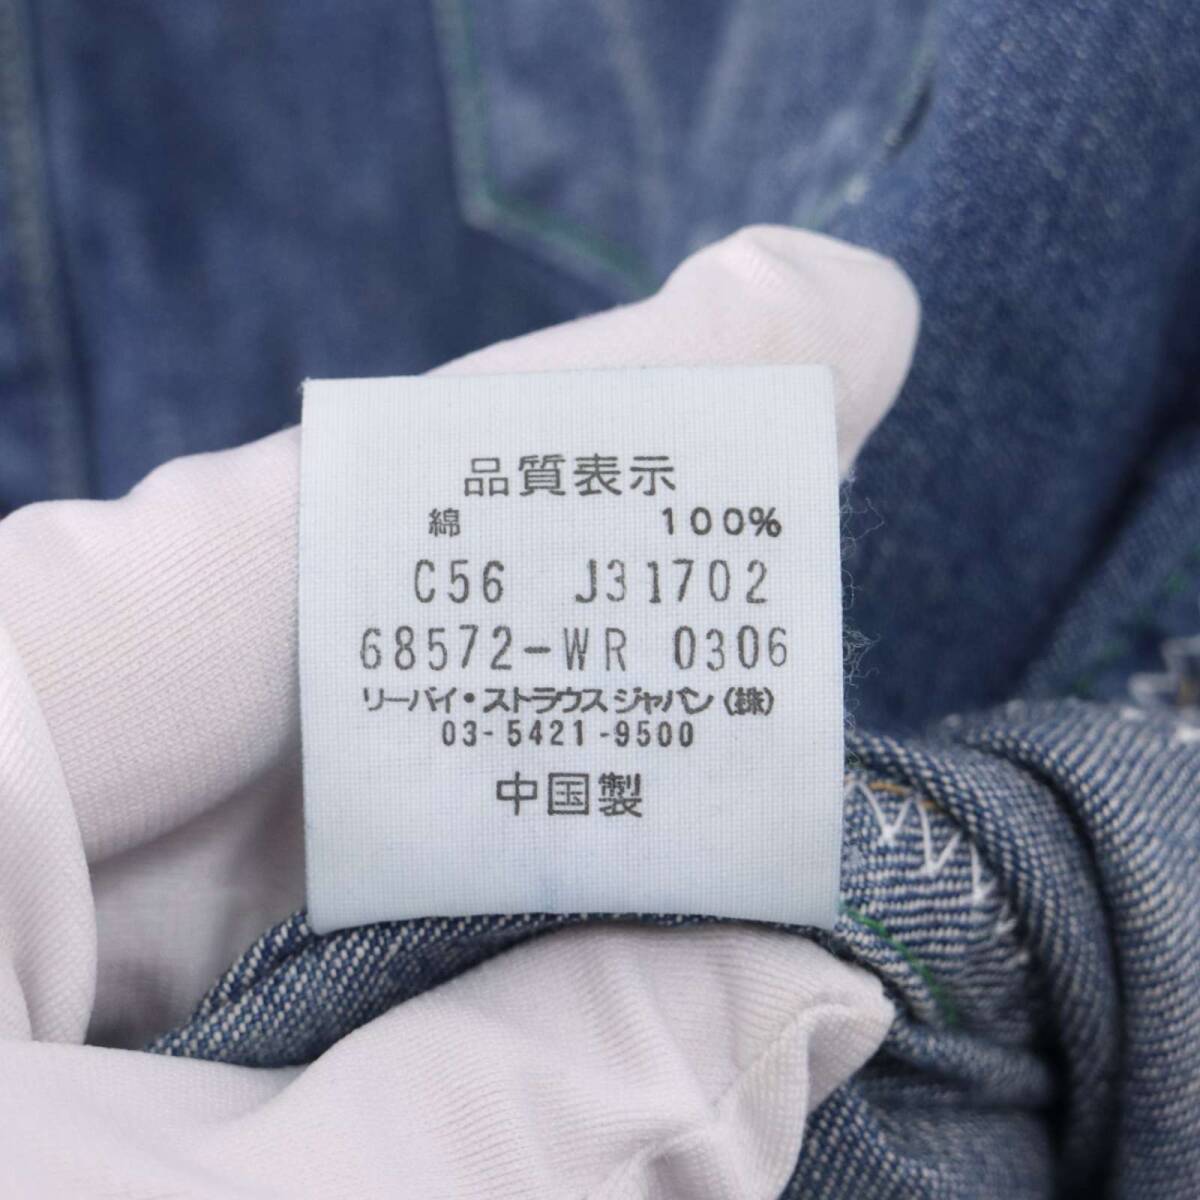 品質表示
綿 100%
C56 J31702
68572-WR 0306
リーバイ・ストラウスジャパン(株)
03-5421-9500
中国製